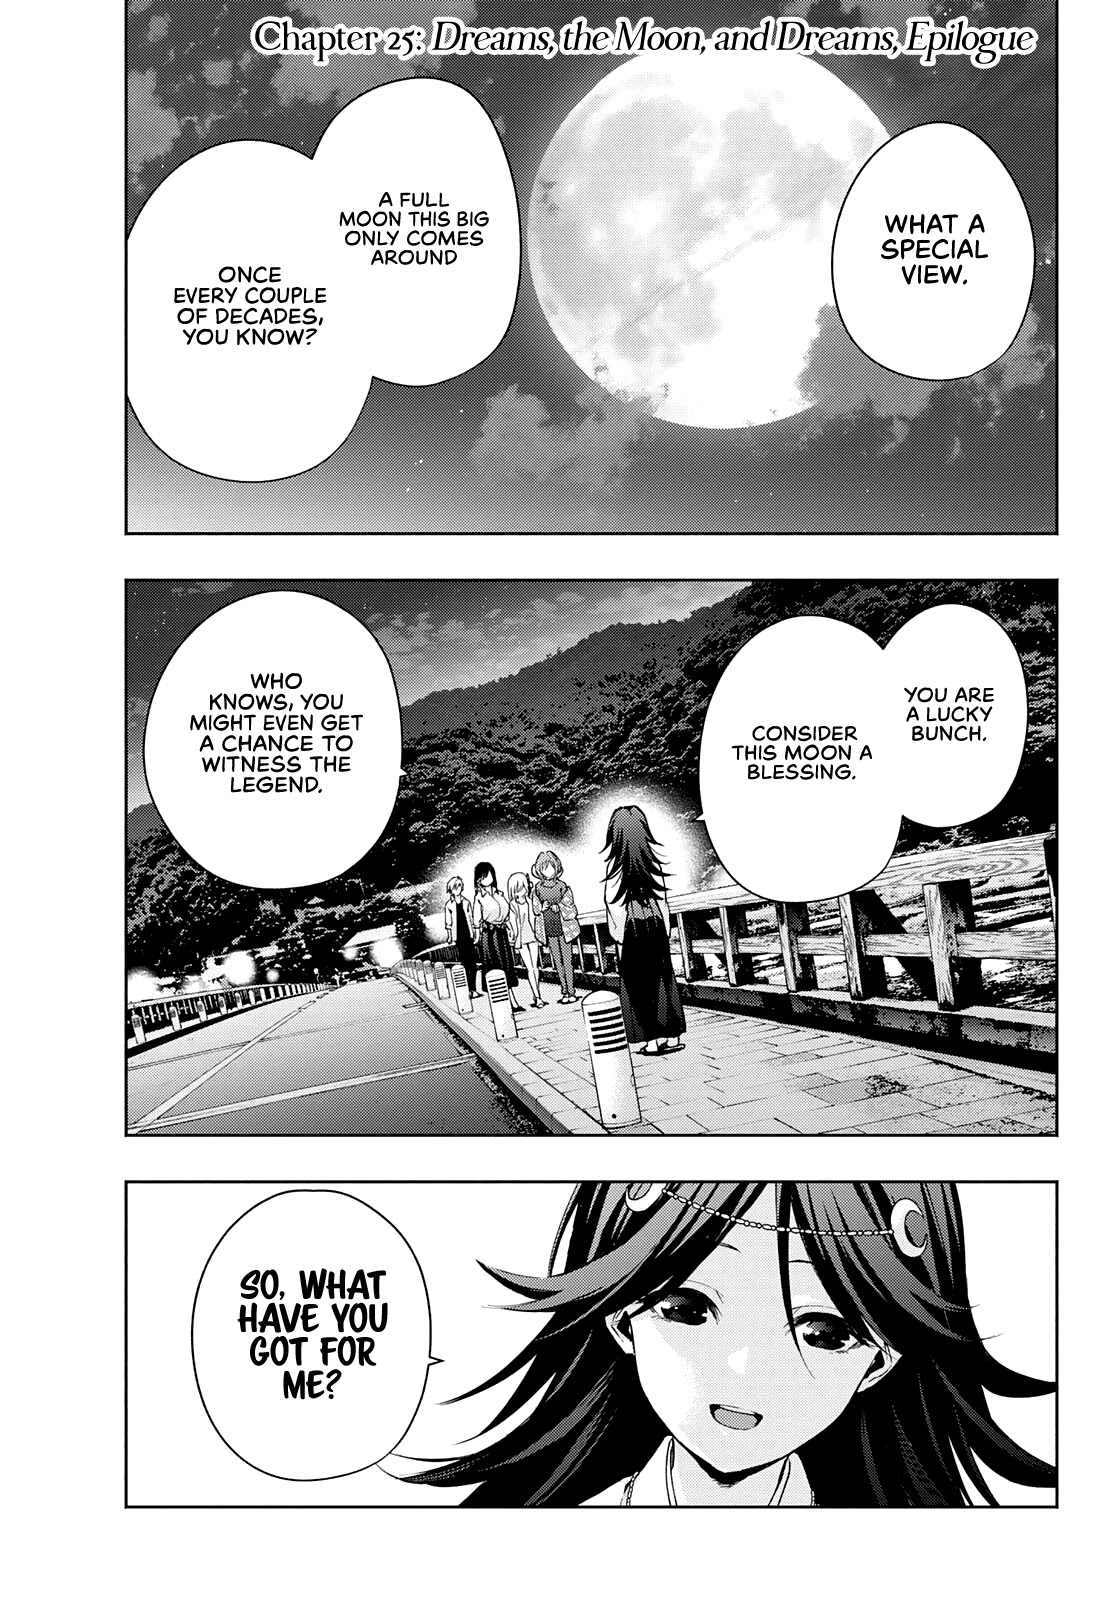 Chapter 25: Dreams, the Moon, and Dreams, Epilogue
WHAT A
SPECIAL
VIEW.
A FULL
MOON THIS BIG
ONLY COMES
AROUND
ONCE
EVERY COUPLE
OF DECADES,
YOU KNOW?
YOU ARE
A LUCKY
BUNCH.
CONSIDER
THIS MOON A
BLESSING.
WHO
KNOWS, YOU
MIGHT EVEN GET
A CHANCE TO
WITNESS THE
LEGEND.
SO, WHAT
HAVE YOU
GOT FOR
ME?